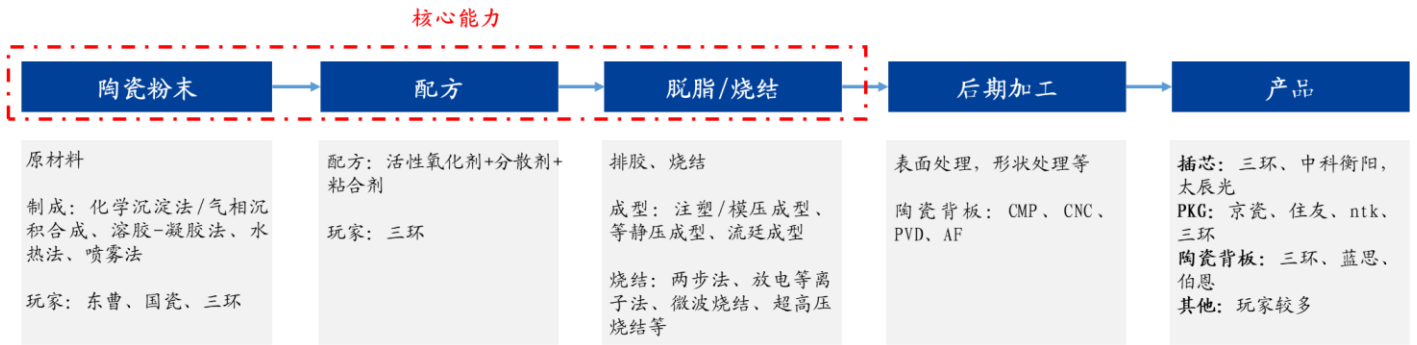 核心能力
陶瓷粉末
配方
脱脂/烧结
后期加工
产品
原材料
制成：化学沉淀法/气相沉
积合成、溶胶-凝胶法、水
热法、喷雾法
玩家：东曹、国瓷、三环
配方：活性氧化剂+分散剂+
粘合剂
玩家：三环
排胶、烧结
成型：注塑/模压成型、
等静压成型、流延成型
烧结：两步法、放电等离
子法、微波烧结、超高压
烧结等
表面处理，形状处理等
陶瓷背板：CMP、CNC、
PVD、AF
插芯：三环、中科衡阳，
太辰光
PKG：京瓷、住友、ntk、
三环
陶瓷背板：三环、蓝思、
伯恩
其他：玩家较多